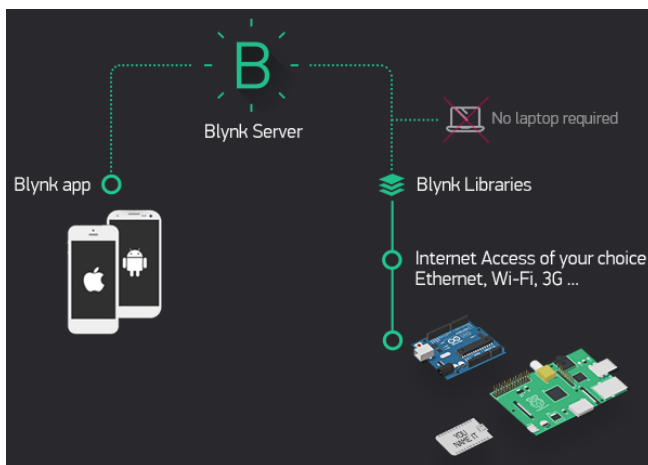 B
Blynk Server
No laptop required
Blynk app
Blynk Libraries
Internet Access of your choice
Ethernet, Wi-Fi, 3G ...
YOU
NAME IT